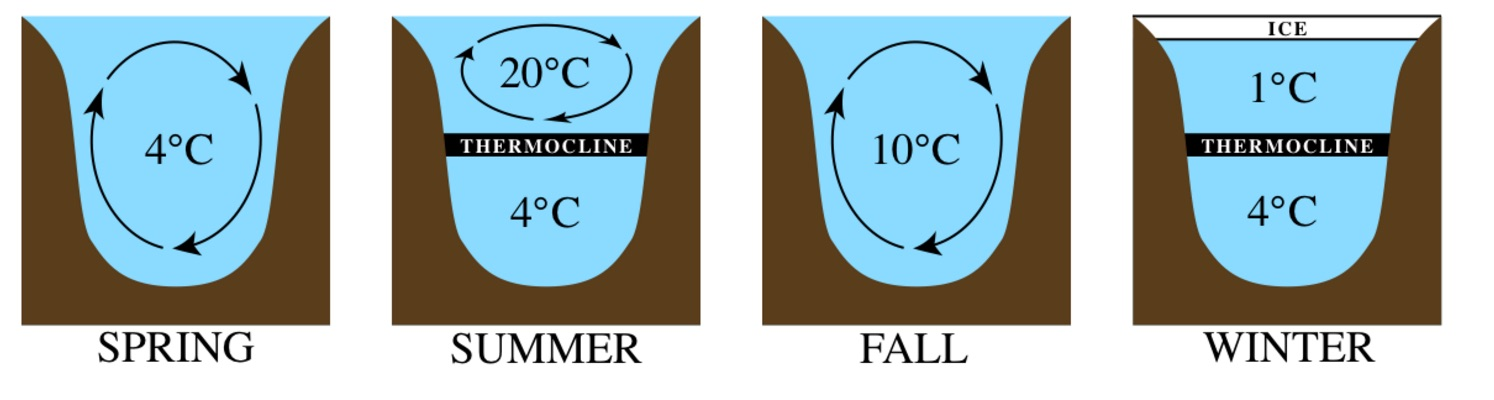 4°C
SPRING
20°C
THERMOCLINE
4°C
SUMMER
10°C
FALL
ICE
1°C
THERMOCLINE
4°C
WINTER